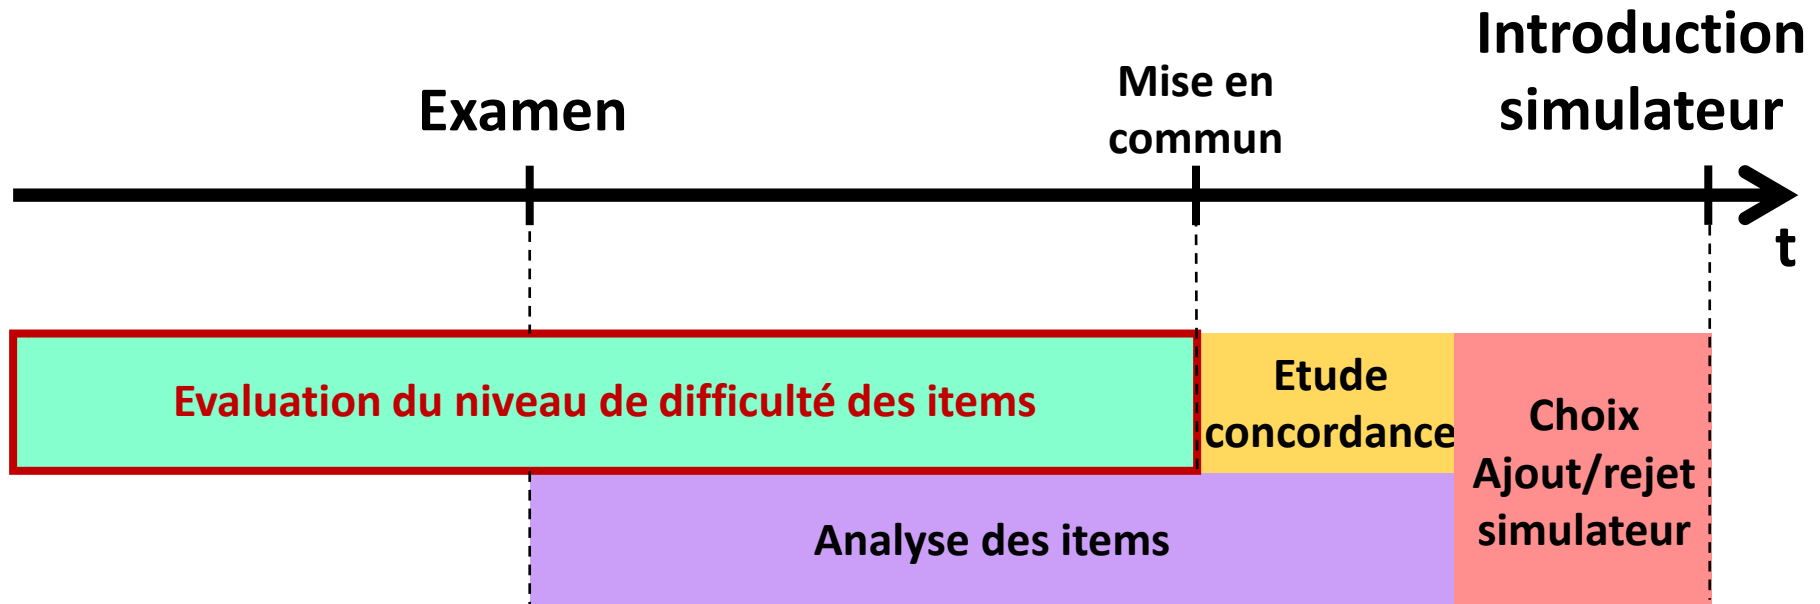 Introduction
simulateur
Mise en
commun
Examen
t
Evaluation du niveau de difficulté des items
Etude
concordance
Choix
Ajout/rejet
simulateur
Analyse des items